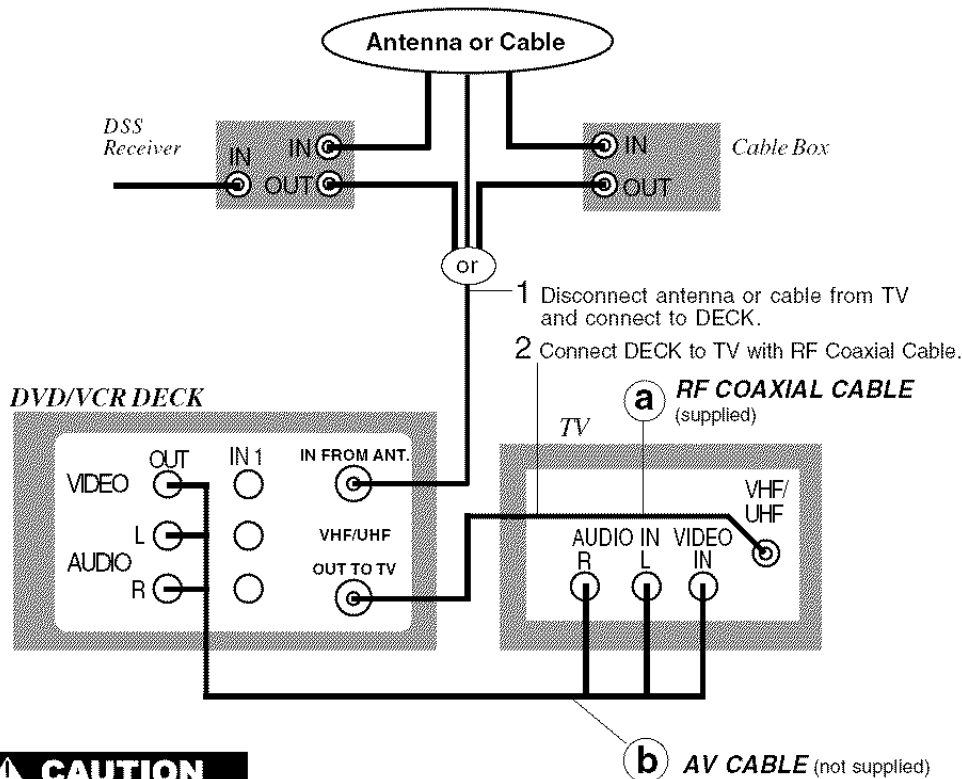 Antenna or Cable
DSS
Receiver
IN
IN
OUT
IN
OUT
Cable Box
or
1 Disconnect antenna or cable from TV
and connect to DECK.
2 Connect DECK to TV with RF Coaxial Cable.
DVD/VCR DECK
a RF COAXIAL CABLE
(supplied)
TV
OUT
IN 1
IN FROM ANT.
VIDEO
L
AUDIO
R
VHF/UHF
OUT TO TV
VHF/
UHF
AUDIO IN
R L
VIDEO
IN
b AV CABLE (not supplied)
⚠ CAUTION